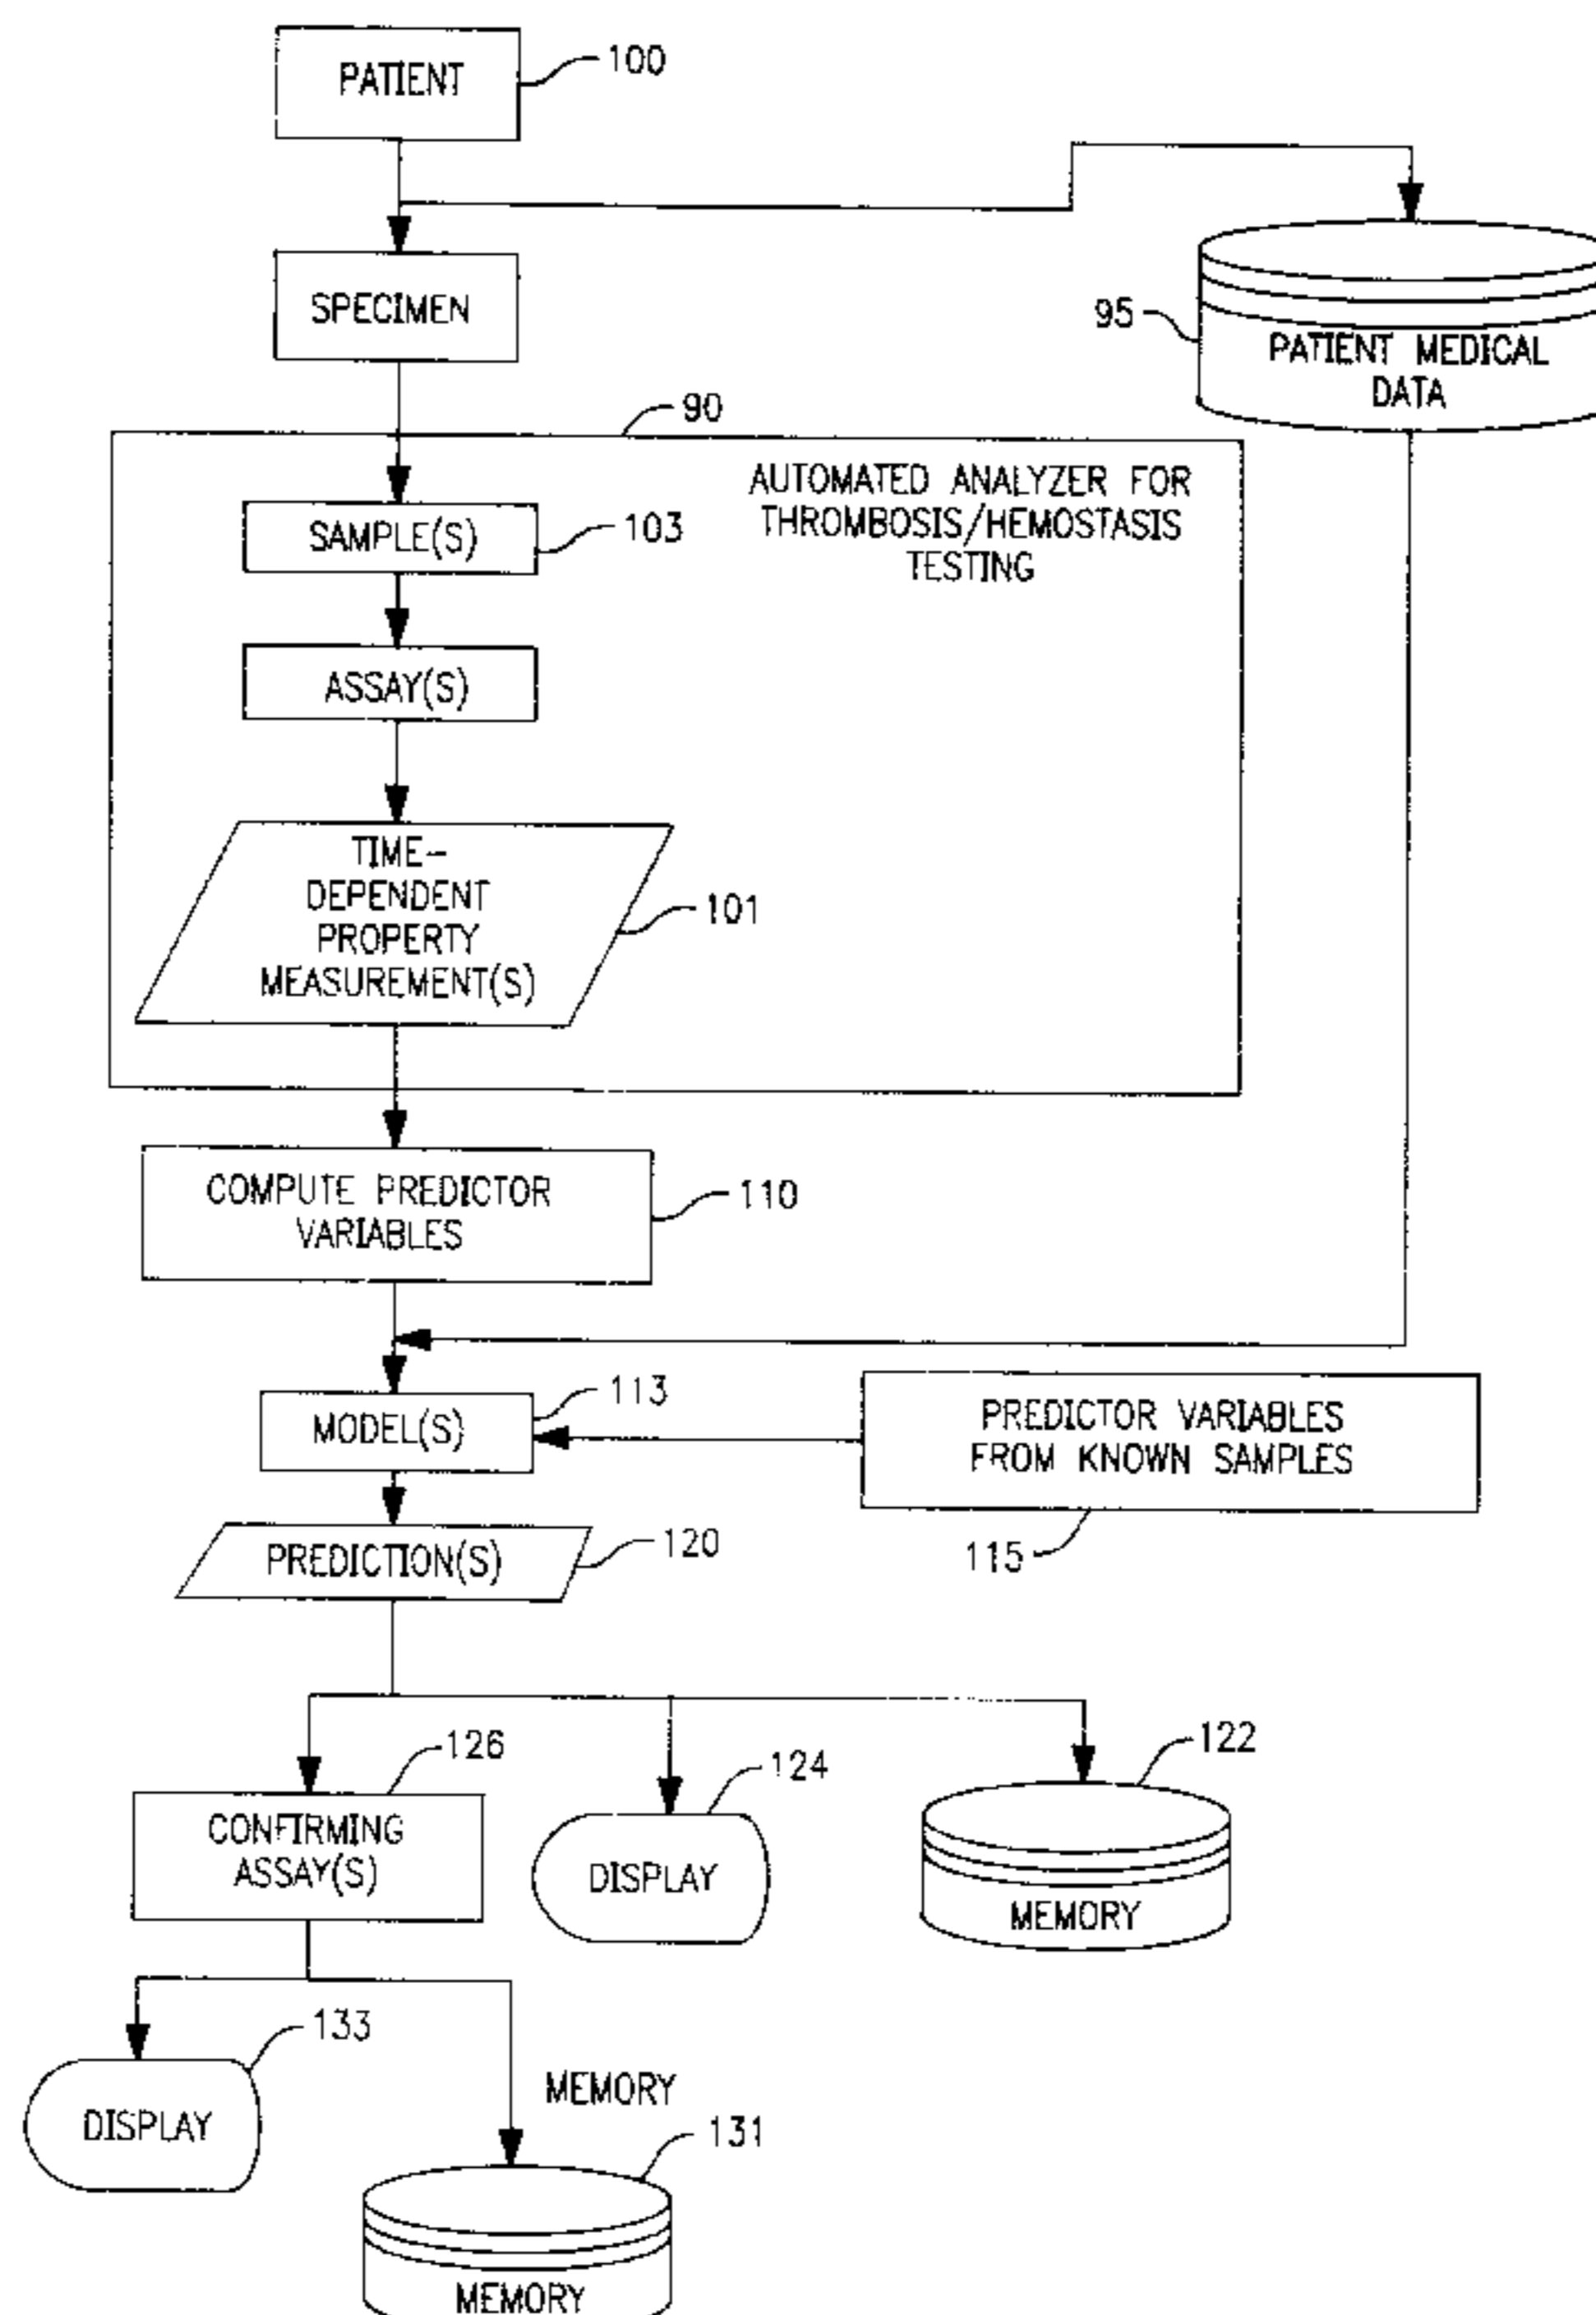 PATIENT
100
SPECIMEN
95
PATIENT MEDICAL
DATA
90
AUTOMATED ANALYZER FOR
THROMBOSIS/HEMOSTASIS
TESTING
SAMPLE(S)
103
ASSAY(S)
TIME-
DEPENDENT
PROPERTY
MEASUREMENT(S)
101
COMPUTE PREDICTOR
VARIABLES
110
MODEL(S)
113
PREDICTOR VARIABLES
FROM KNOWN SAMPLES
115
PREDICTION(S)
120
126
CONFIRMING
ASSAY(S)
124
DISPLAY
122
MEMORY
133
DISPLAY
MEMORY
131
MEMORY